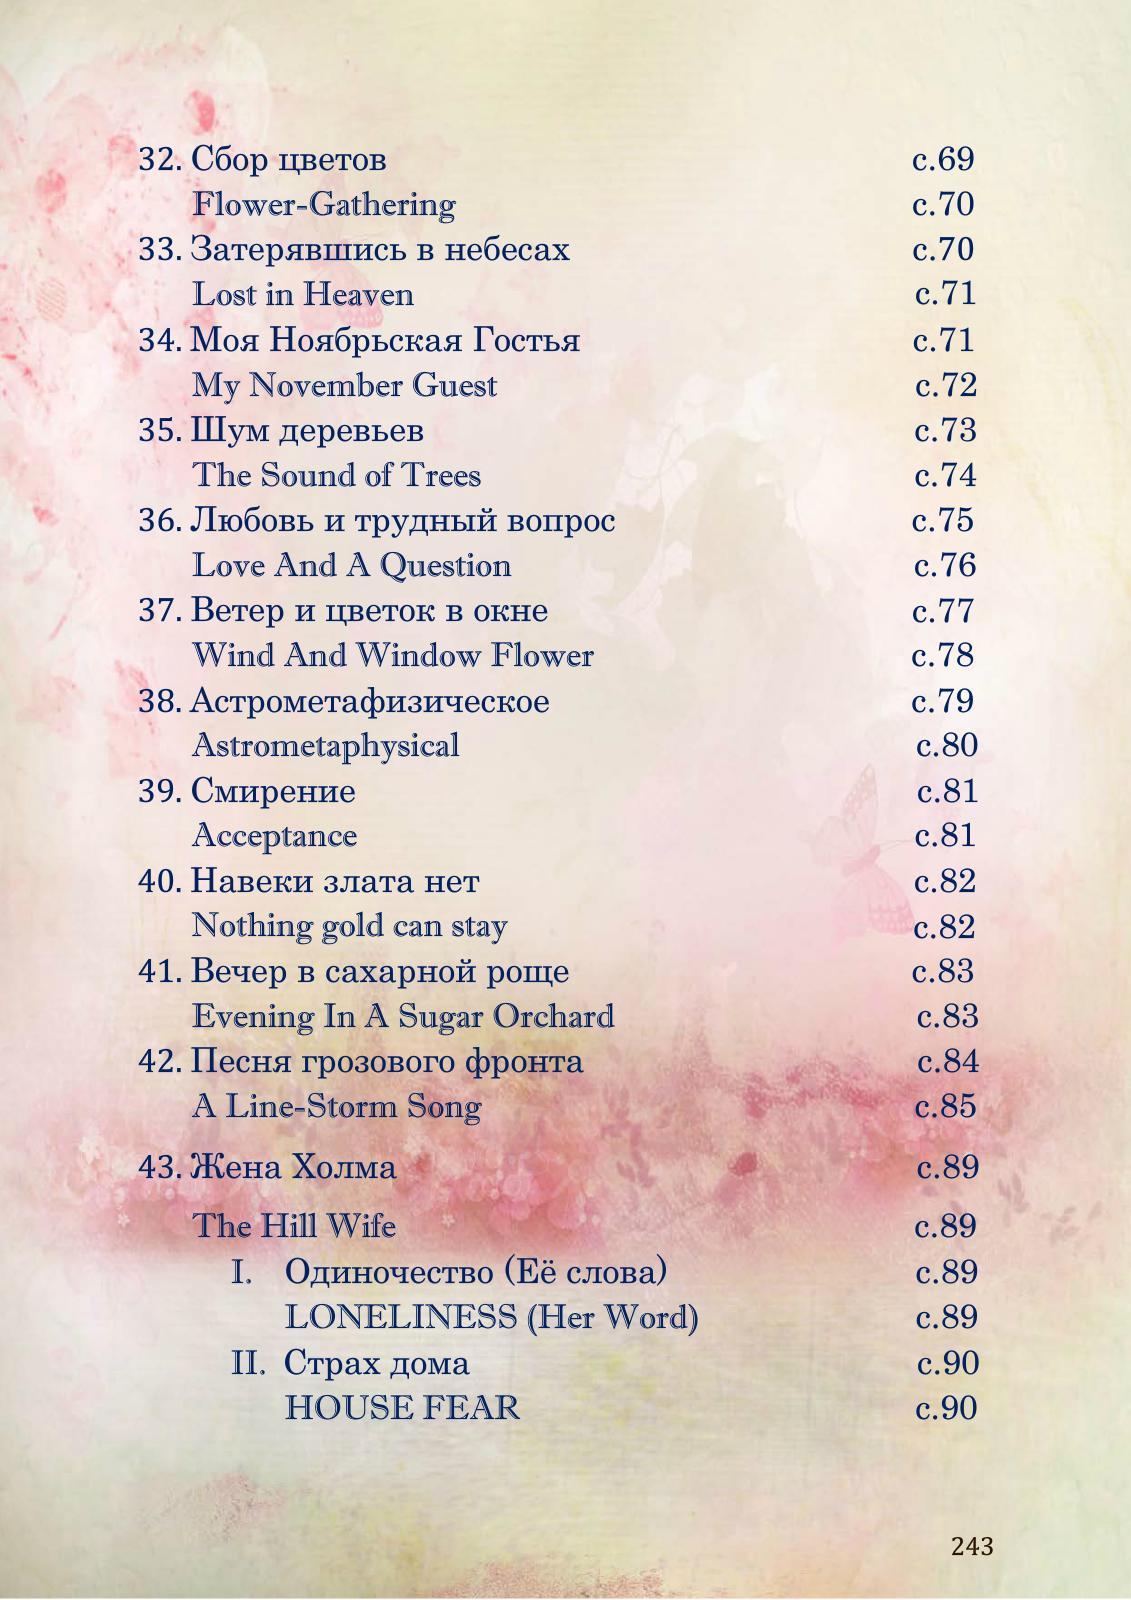 32. Сбор цветов с.69
Flower-Gathering с.70
33. Затерявшись в небесах с.70
Lost in Heaven с.71
34. Моя Ноябрьская Гостья с.71
My November Guest с.72
35. Шум деревьев с.73
The Sound of Trees с.74
36. Любовь и трудный вопрос с.75
Love And A Question с.76
37. Ветер и цветок в окне с.77
Wind And Window Flower с.78
38. Астрометафизическое с.79
Astrometaphysical с.80
39. Смирение с.81
Acceptance с.81
40. Навеки злата нет с.82
Nothing gold can stay с.82
41. Вечер в сахарной роще с.83
Evening In A Sugar Orchard с.83
42. Песня грозового фронта с.84
A Line-Storm Song с.85
43. Жена Холма с.89
The Hill Wife с.89
I. Одиночество (Её слова) с.89
LONELINESS (Her Word) с.89
II. Страх дома с.90
HOUSE FEAR с.90
243